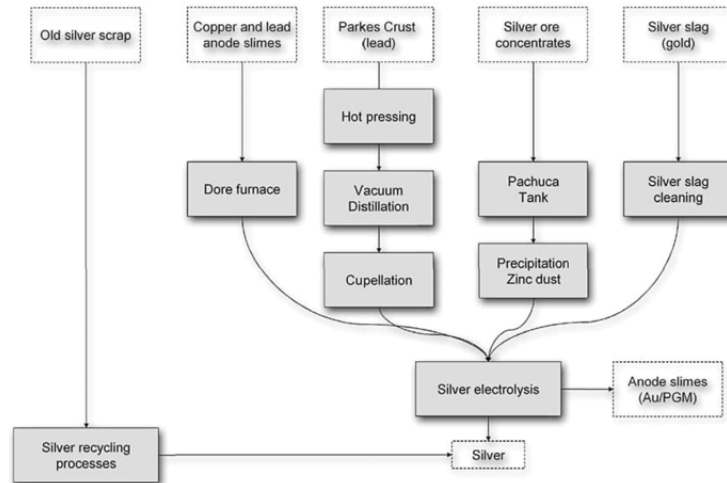 Old silver scrap
Copper and lead
anode slimes
Parkes Crust
(lead)
Silver ore
concentrates
Silver slag
(gold)
Hot pressing
Dore furnace
Vacuum
Distillation
Pachuca
Tank
Silver slag
cleaning
Cupellation
Precipitation
Zinc dust
Silver electrolysis
Anode slimes
(Au/PGM)
Silver recycling
processes
Silver